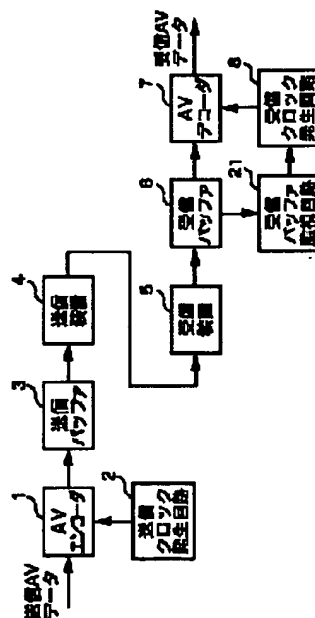 送信AV
データ
1
AV
エンコーダ
2
送信
クロック
発生回路
3
送信
バッファ
4
送信
装置
5
受信
装置
6
受信
バッファ
7
AV
デコーダ
受信AV
データ
21
受信
バッファ
監視回路
8
受信
クロック
発生回路